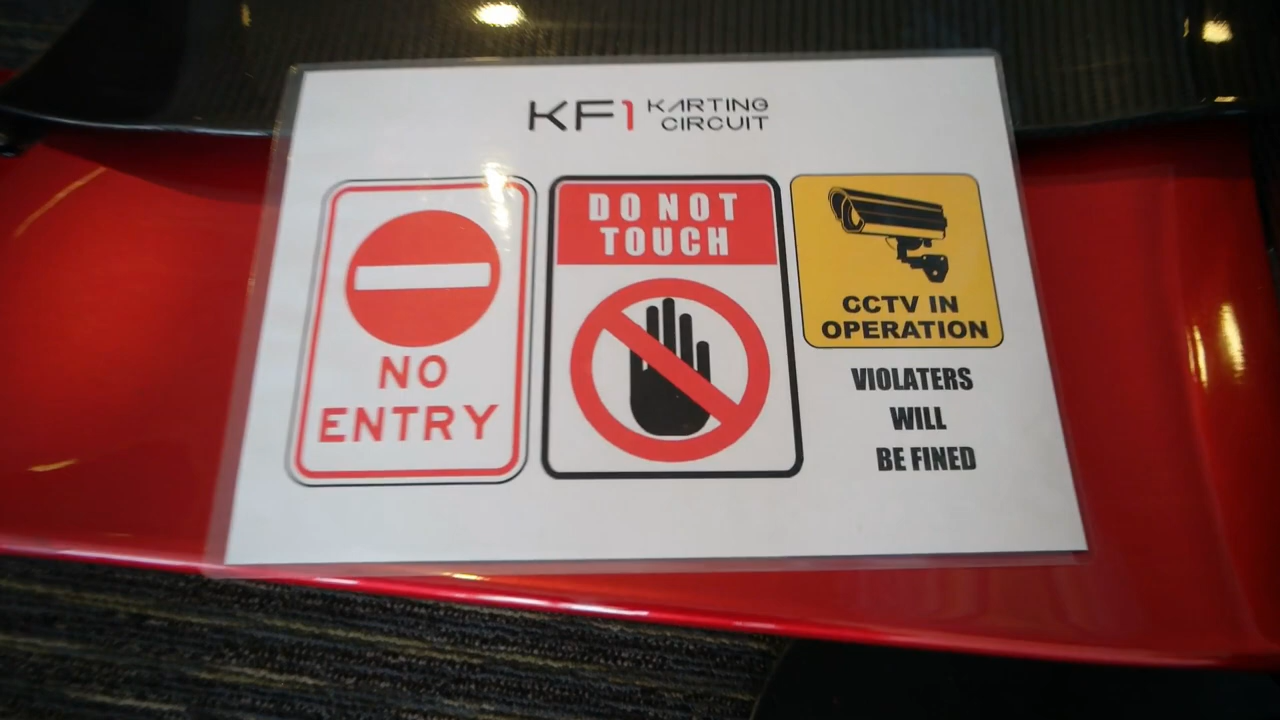 KF1 KARTING
CIRCUIT
NO
ENTRY
DO NOT
TOUCH
CCTV IN
OPERATION
VIOLATERS
WILL
BE FINED